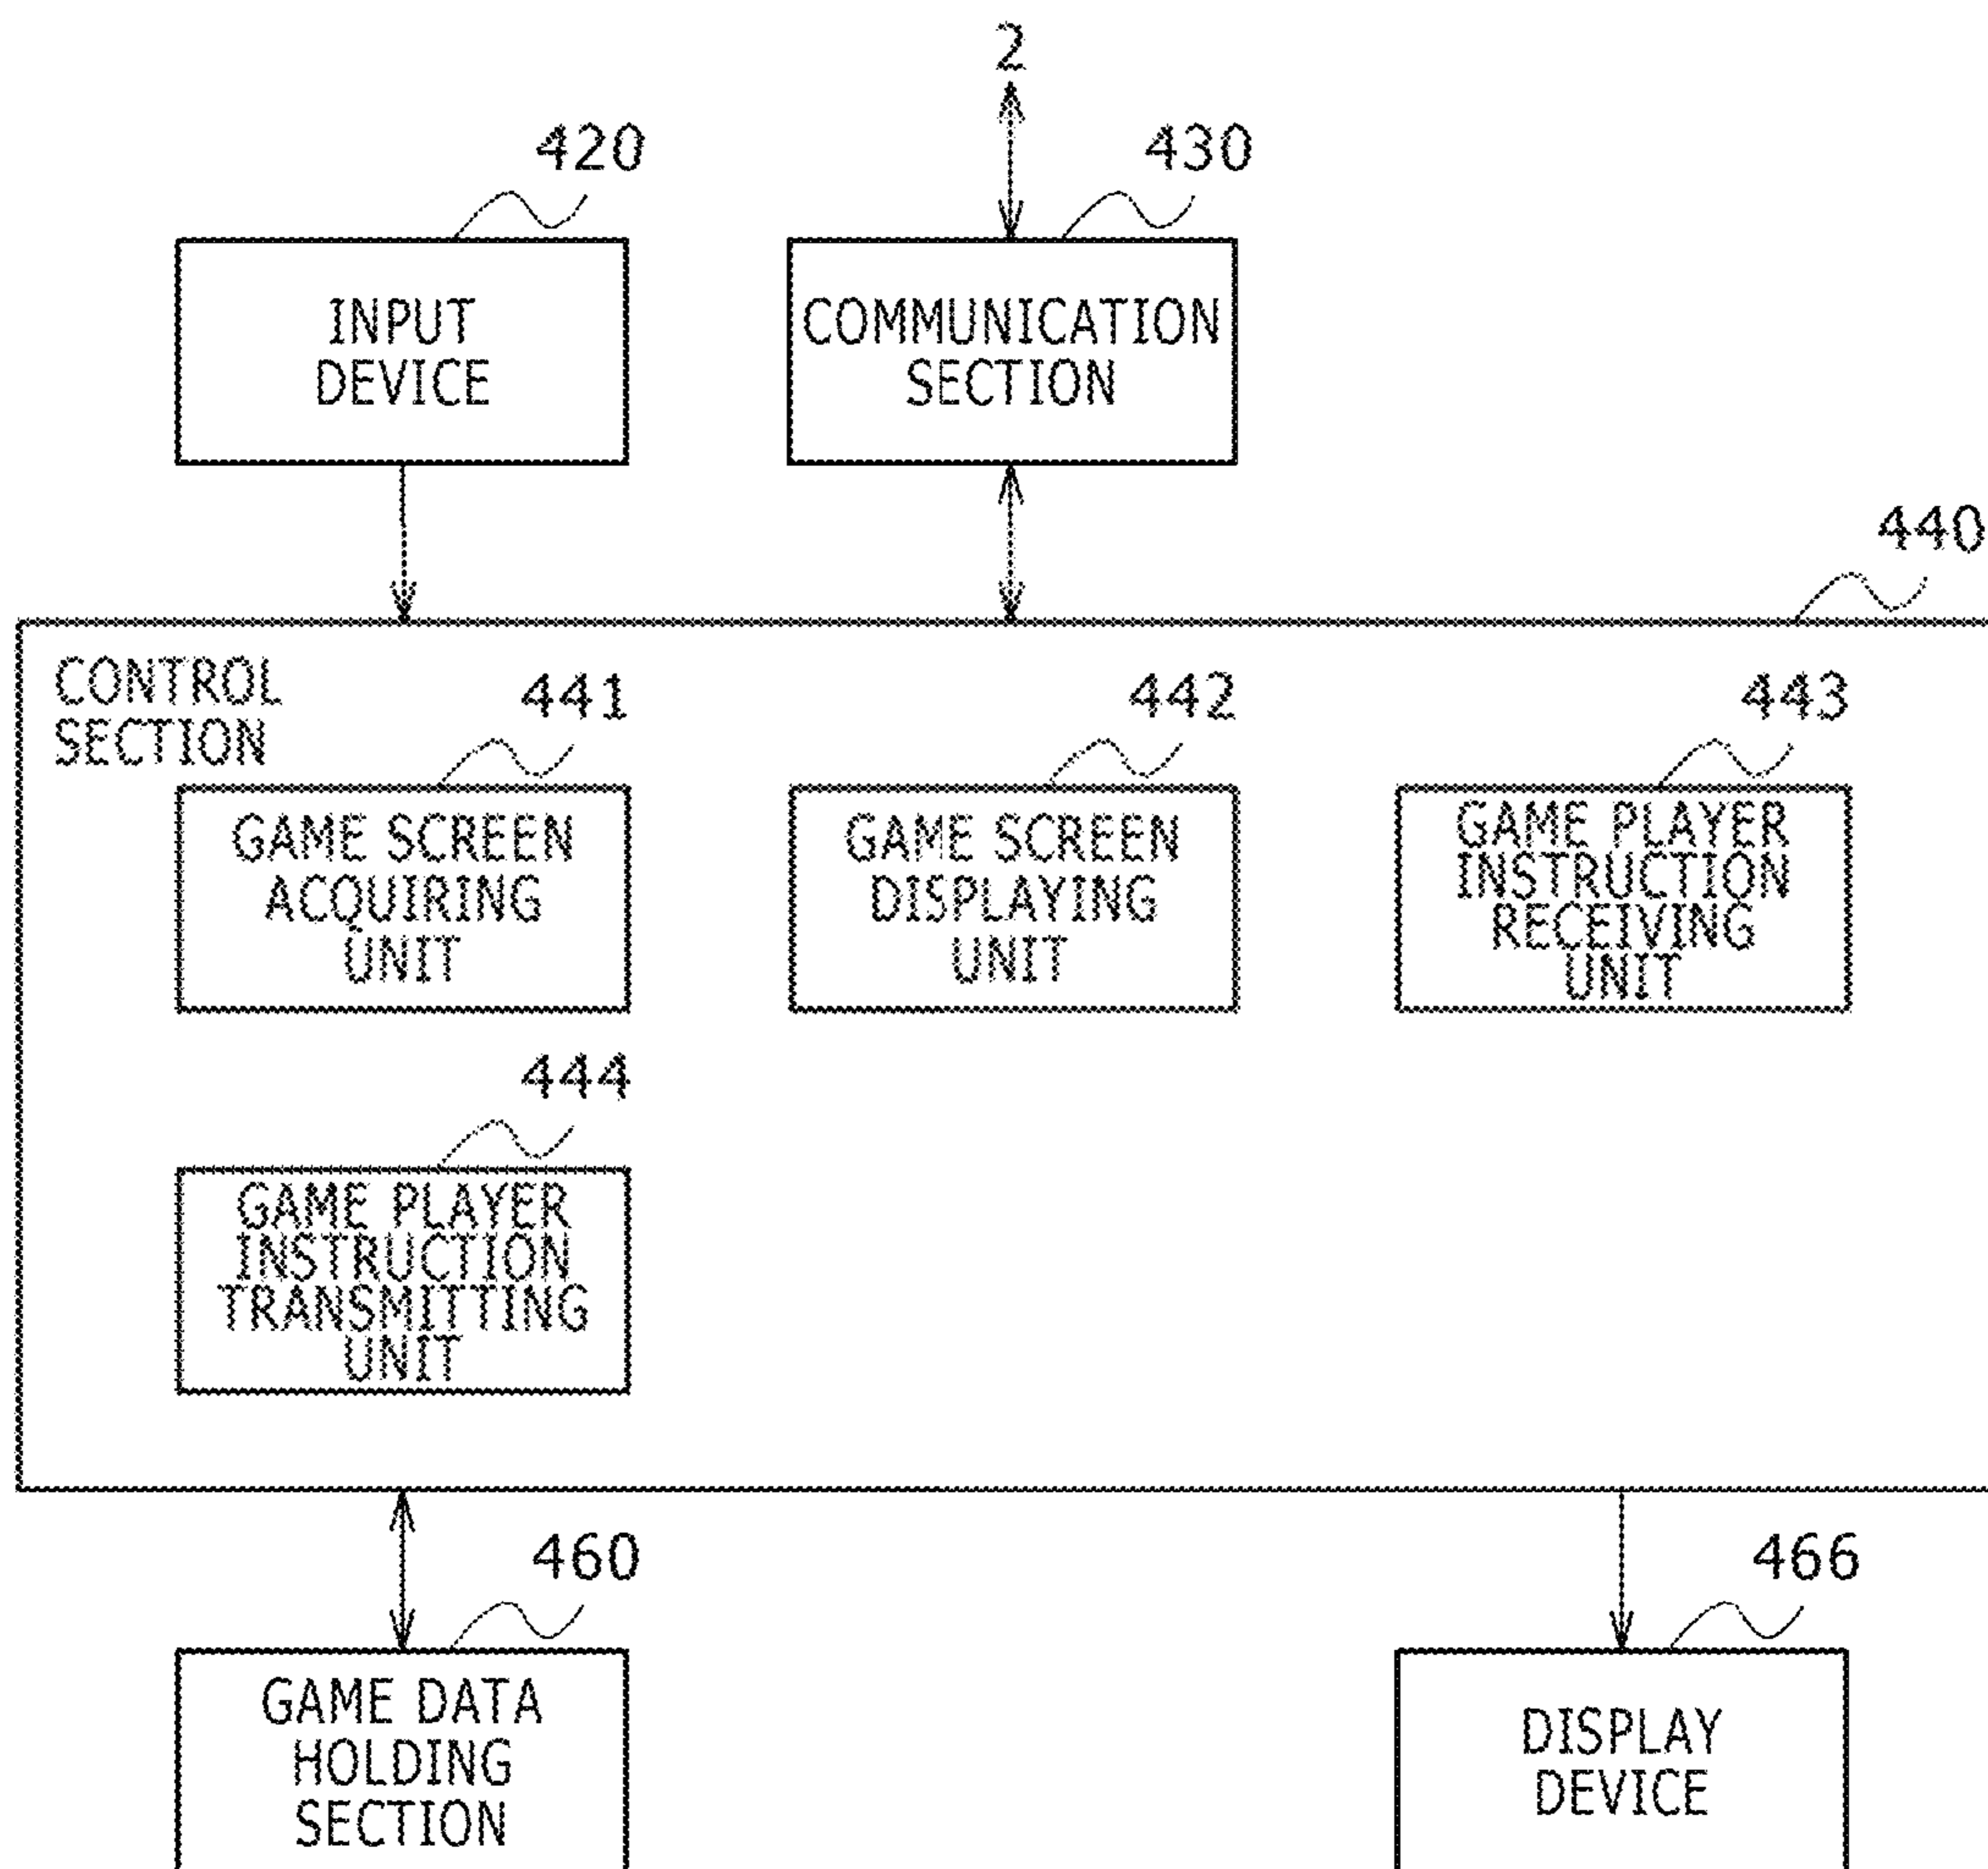 2
420
430
INPUT
DEVICE
COMMUNICATION
SECTION
440
CONTROL
SECTION
441
442
443
GAME SCREEN
ACQUIRING
UNIT
GAME SCREEN
DISPLAYING
UNIT
GAME PLAYER
INSTRUCTION
RECEIVING
UNIT
444
GAME PLAYER
INSTRUCTION
TRANSMITTING
UNIT
460
466
GAME DATA
HOLDING
SECTION
DISPLAY
DEVICE